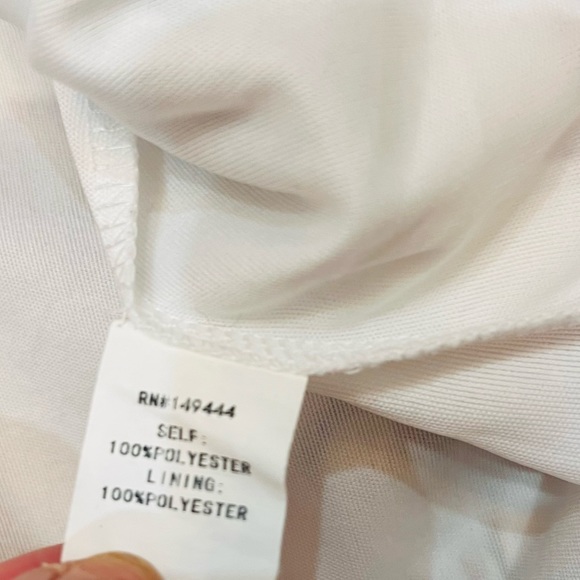 RN#149444
SELF:
100%POLYESTER
LINING:
100%POLYESTER